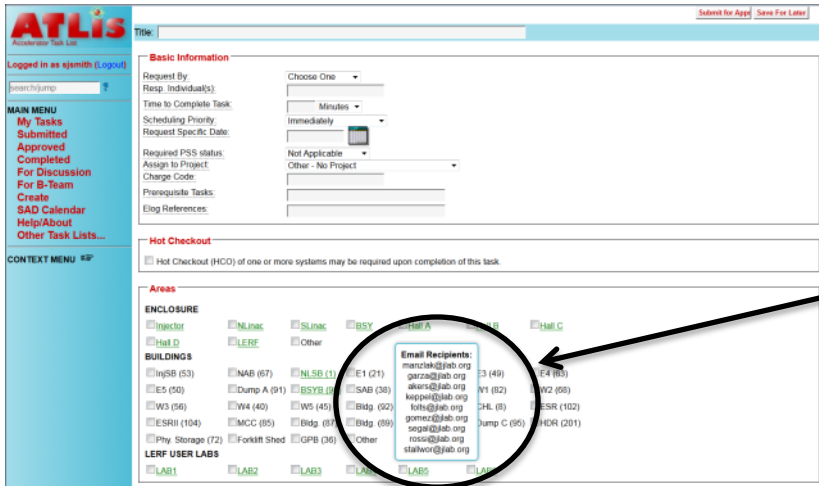 Submit for Appr Save For Later
ATLis
Accelerator Task List
Title:
Logged in as sjsmith (Logout)
search/jump ?
MAIN MENU
My Tasks
Submitted
Approved
Completed
For Discussion
For B-Team
Create
SAD Calendar
Help/About
Other Task Lists...
CONTEXT MENU
Basic Information
Request By: Choose One
Resp. Individual(s):
Time to Complete Task: Minutes
Scheduling Priority: Immediately
Request Specific Date:
Required PSS status: Not Applicable
Assign to Project: Other - No Project
Charge Code:
Prerequisite Tasks:
Elog References:
Hot Checkout
Hot Checkout (HCO) of one or more systems may be required upon completion of this task.
Areas
ENCLOSURE
Injector NLinac SLinac BSY Hall A Hall B Hall C
Hall D LERF Other
BUILDINGS
InjSB (53) NAB (67) NLSB (1) E1 (21) E3 (49) E4 (63)
E5 (50) Dump A (91) BSYB (9 SAB (38) W1 (82) W2 (68)
W3 (56) W4 (40) W5 (45) Bldg. (92) CHL (8) ESR (102)
ESRII (104) MCC (85) Bldg. (87) Bldg. (89) Dump C (95) HDR (201)
Phy. Storage (72) Forklift Shed GPB (36) Other
LERF USER LABS
LAB1 LAB2 LAB3 LAB5
Email Recipients:
manzlak@jlab.org
garza@jlab.org
akers@jlab.org
keppel@jlab.org
folts@jlab.org
gomez@jlab.org
segal@jlab.org
rossi@jlab.org
stallwor@jlab.org